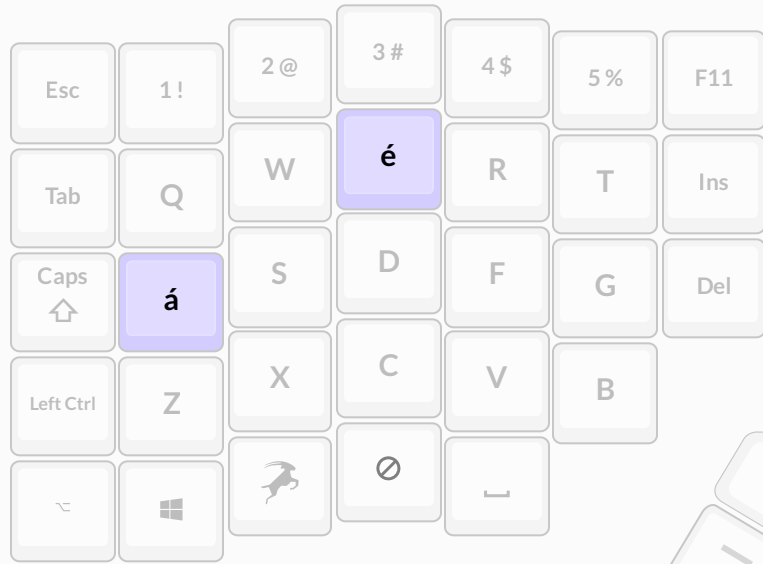 Esc 1 ! 2 @ 3 # 4 $ 5 % F11
Tab Q W é R T Ins
Caps á S D F G Del
Left Ctrl Z X C V B